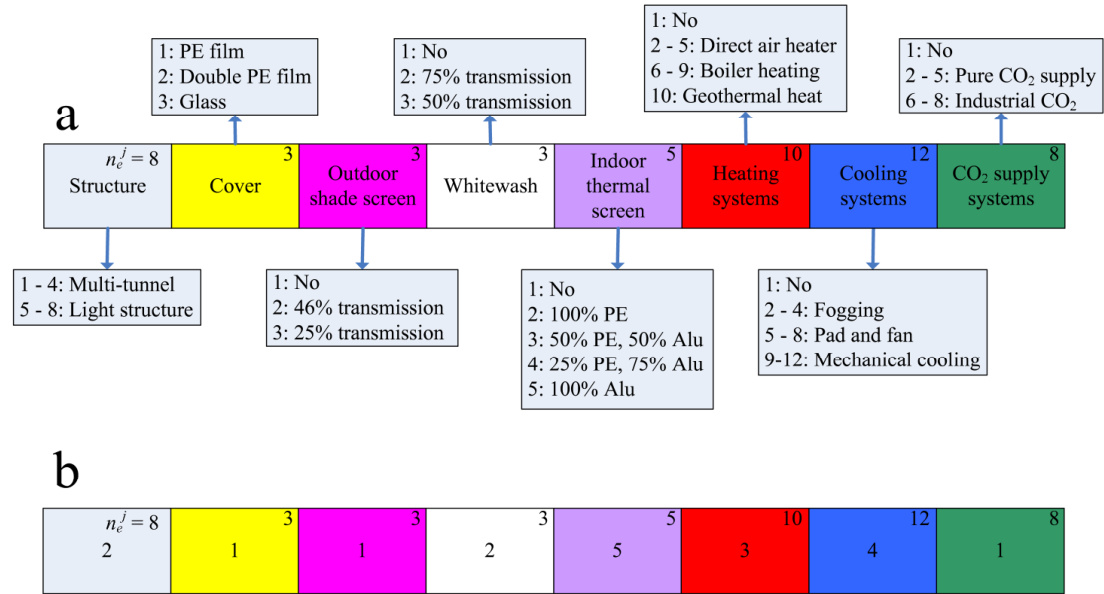 1: PE film
2: Double PE film
3: Glass
1: No
2: 75% transmission
3: 50% transmission
1: No
2 - 5: Direct air heater
6 - 9: Boiler heating
10: Geothermal heat
1: No
2 - 5: Pure CO₂ supply
6 - 8: Industrial CO₂
a
nₑʲ = 8
Structure
3
Cover
3
Outdoor
shade screen
3
Whitewash
5
Indoor
thermal
screen
10
Heating
systems
12
Cooling
systems
8
CO₂ supply
systems
1 - 4: Multi-tunnel
5 - 8: Light structure
1: No
2: 46% transmission
3: 25% transmission
1: No
2: 100% PE
3: 50% PE, 50% Alu
4: 25% PE, 75% Alu
5: 100% Alu
1: No
2 - 4: Fogging
5 - 8: Pad and fan
9-12: Mechanical cooling
b
nₑʲ = 8
2
3
1
3
1
3
2
5
5
10
3
12
4
8
1